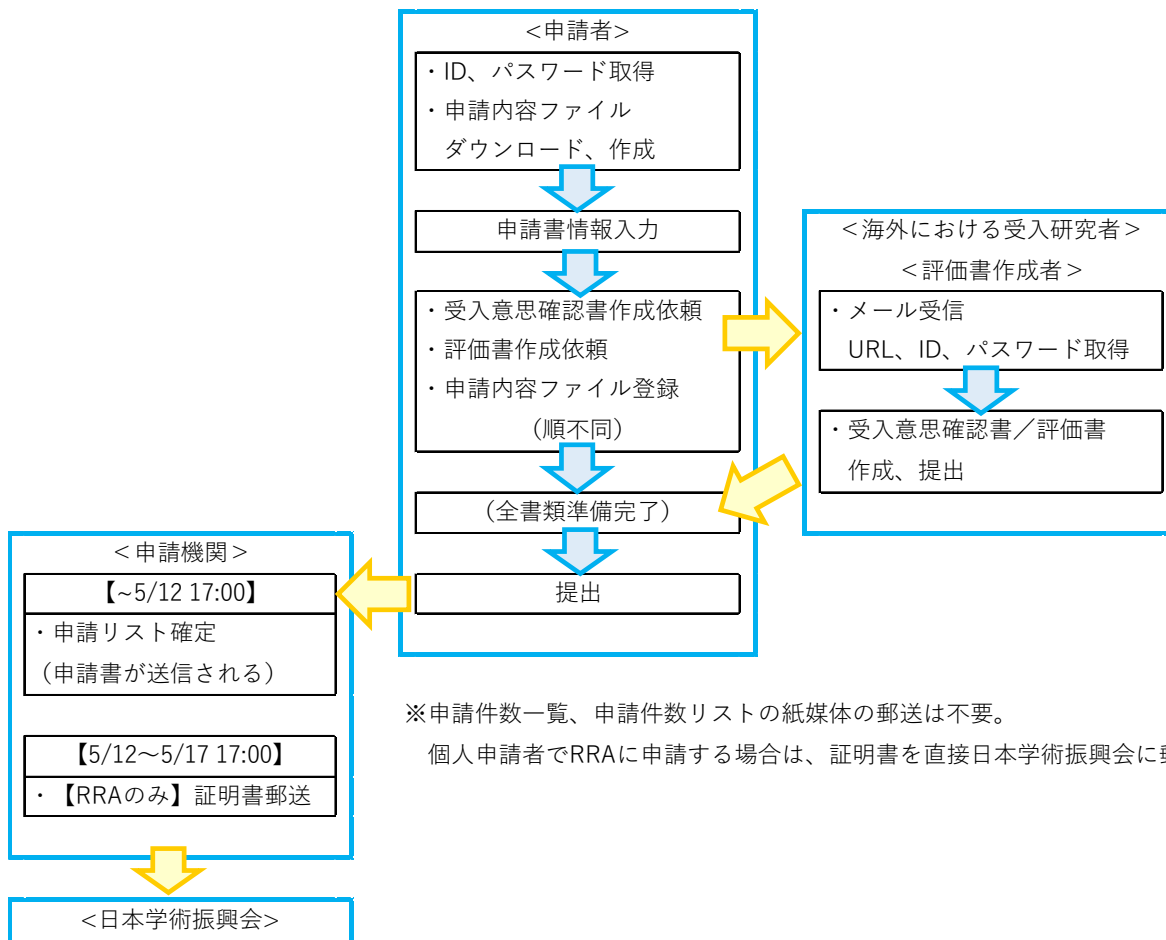 <申請者>
・ID、パスワード取得
・申請内容ファイル
ダウンロード、作成
申請書情報入力
・受入意思確認書作成依頼
・評価書作成依頼
・申請内容ファイル登録
（順不同）
（全書類準備完了）
提出
＜海外における受入研究者＞
＜評価書作成者＞
・メール受信
URL、ID、パスワード取得
・受入意思確認書／評価書
作成、提出
＜申請機関＞
【~5/12 17:00】
・申請リスト確定
（申請書が送信される）
【5/12～5/17 17:00】
・【RRAのみ】証明書郵送
※申請件数一覧、申請件数リストの紙媒体の郵送は不要。
個人申請者でRRAに申請する場合は、証明書を直接日本学術振興会に
<日本学術振興会>